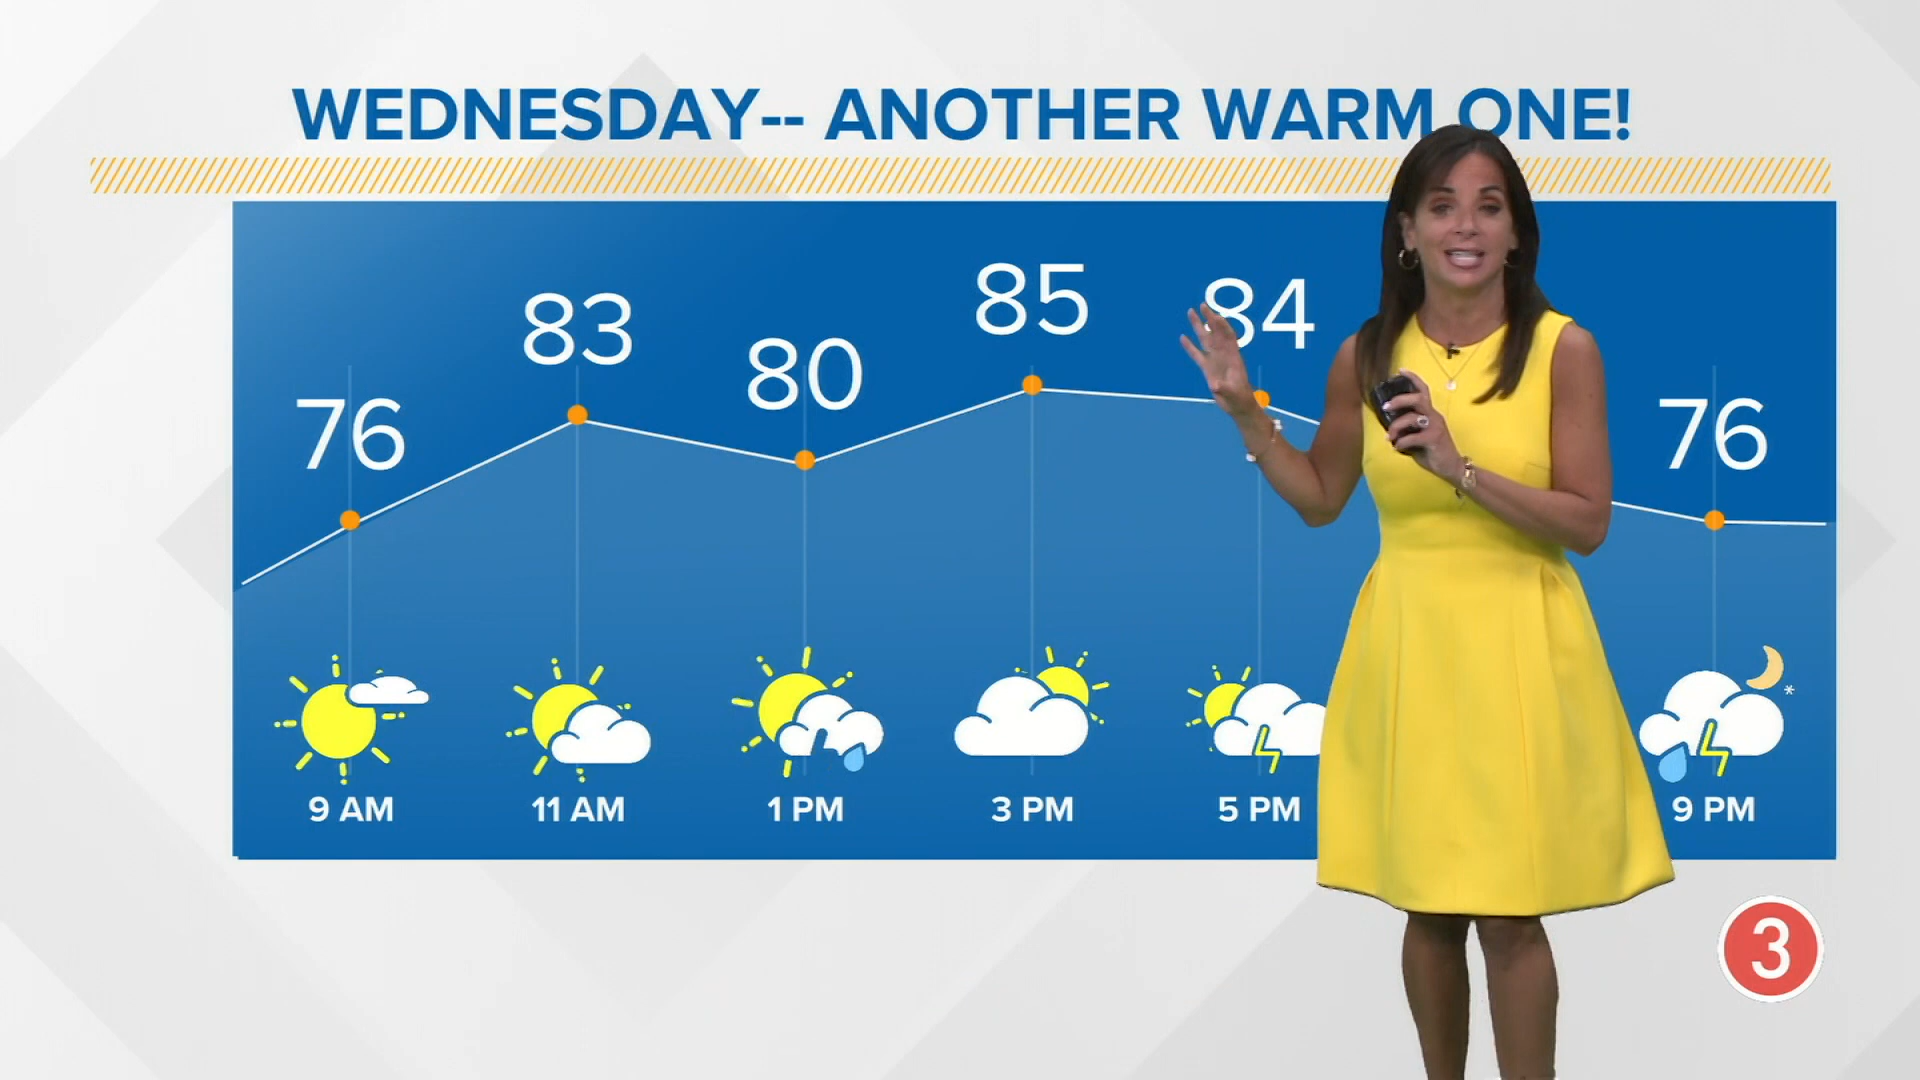 WEDNESDAY-- ANOTHER WARM ONE!
76 83 80 85 84 76
9 AM 11 AM 1 PM 3 PM 5 PM 9 PM
3